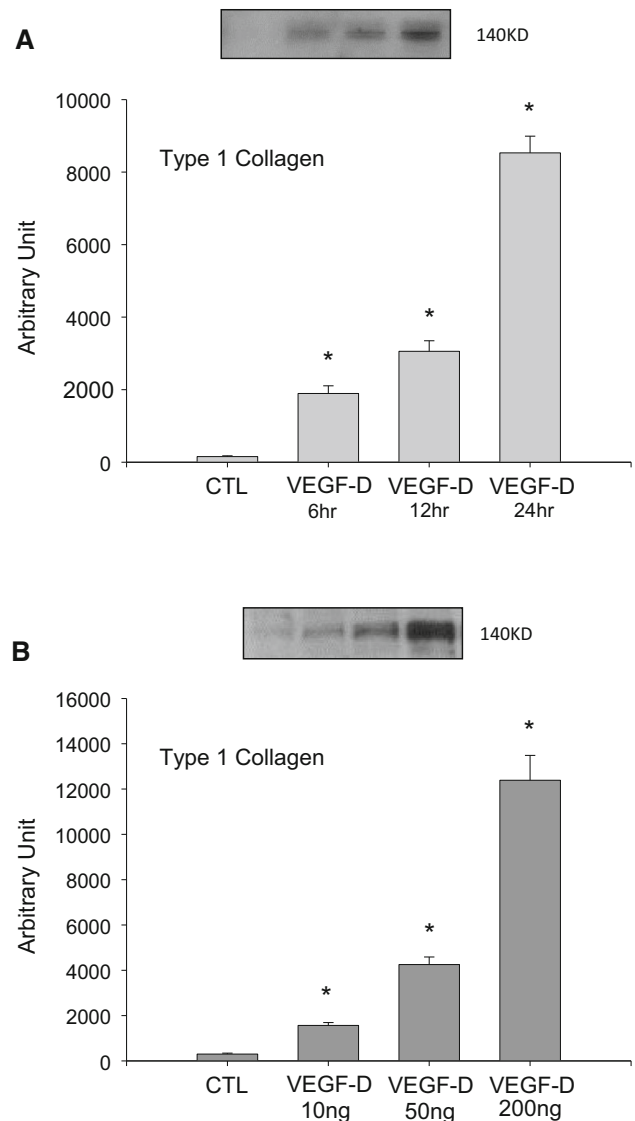 A
140KD
10000
Type 1 Collagen
8000
6000
4000
2000
0
Arbitrary Unit
*
*
*
CTL VEGF-D VEGF-D VEGF-D
6hr 12hr 24hr
B
140KD
16000
14000
Type 1 Collagen
12000
10000
8000
6000
4000
2000
0
Arbitrary Unit
*
*
*
CTL VEGF-D VEGF-D VEGF-D
10ng 50ng 200ng